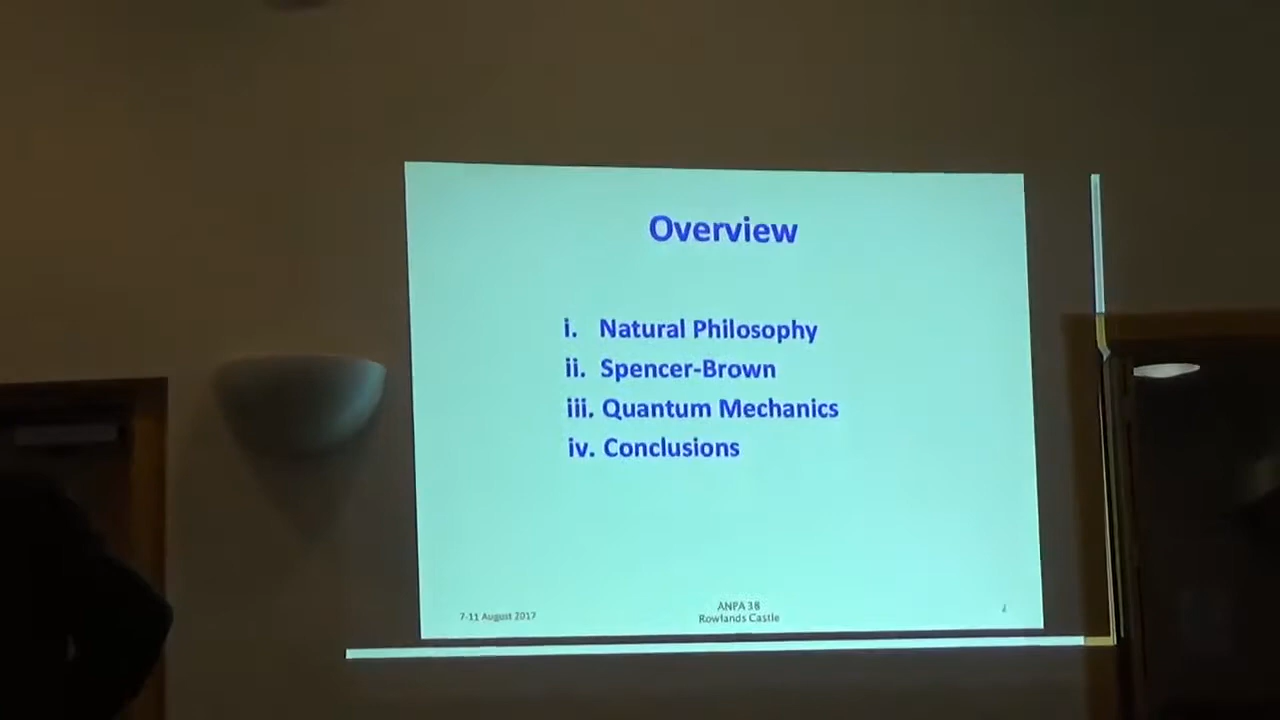 Overview
i. Natural Philosophy
ii. Spencer-Brown
iii. Quantum Mechanics
iv. Conclusions
7-11 August 2017
ANPA 38
Rowlands Castle